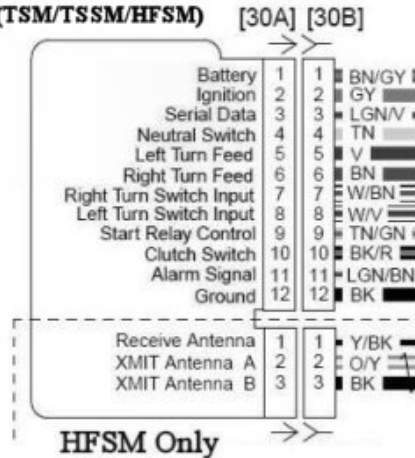 (TSM/TSSM/HFSM) [30A] [30B]
Battery 1 1 BN/GY
Ignition 2 2 GY
Serial Data 3 3 LGN/V
Neutral Switch 4 4 TN
Left Turn Feed 5 5 V
Right Turn Feed 6 6 BN
Right Turn Switch Input 7 7 W/BN
Left Turn Switch Input 8 8 W/V
Start Relay Control 9 9 TN/GN
Clutch Switch 10 10 BK/R
Alarm Signal 11 11 LGN/BN
Ground 12 12 BK
Receive Antenna 1 1 Y/BK
XMIT Antenna A 2 2 O/Y
XMIT Antenna B 3 3 BK
HFSM Only